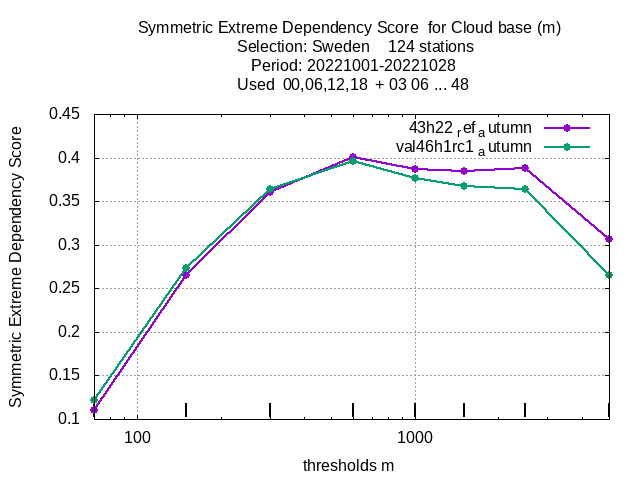 Symmetric Extreme Dependency Score for Cloud base (m)
Selection: Sweden 124 stations
Period: 20221001-20221028
Used 00,06,12,18 + 03 06 ... 48
43h22 ref a utumn
val46h1rc1 a utumn
Symmetric Extreme Dependency Score
0.45
0.4
0.35
0.3
0.25
0.2
0.15
0.1
100 1000
thresholds m